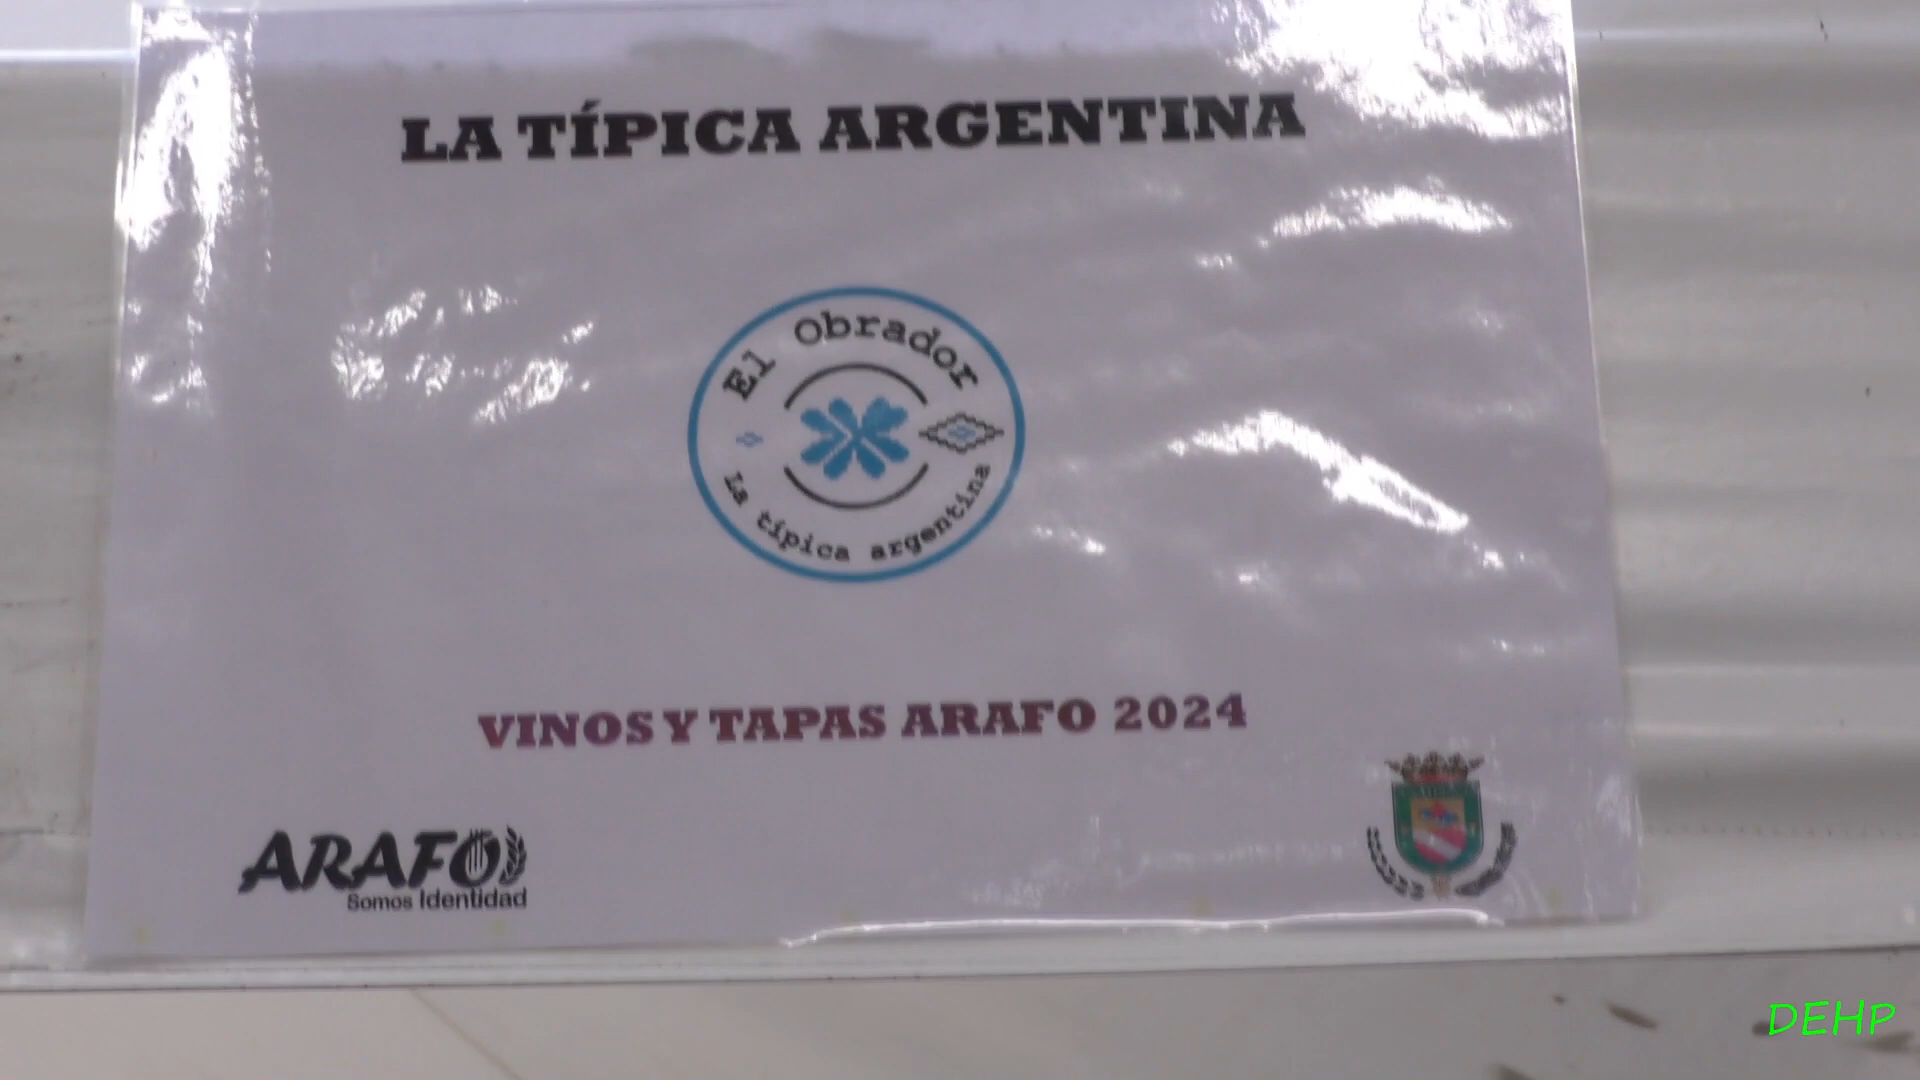 LA TÍPICA ARGENTINA
El Obrador
La típica argentina
VINOS Y TAPAS ARAFO 2024
ARAFO
Somos Identidad
DEHP